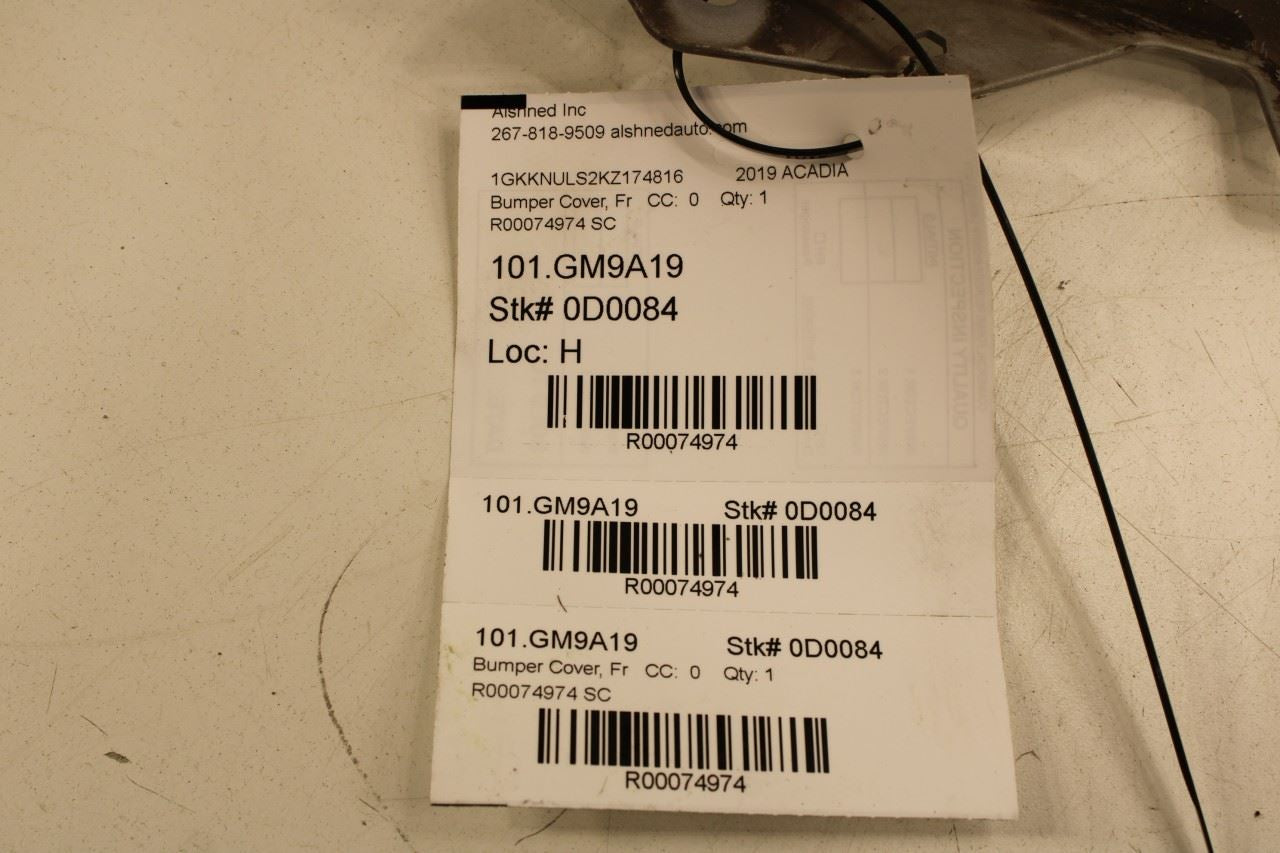 Alshned Inc
267-818-9509 alshnedauto.com
1GKKNULS2KZ174816 2019 ACADIA
Bumper Cover, Fr CC: 0 Qty: 1
R00074974 SC
101.GM9A19
Stk# 0D0084
Loc: H
R00074974
101.GM9A19 Stk# 0D0084
R00074974
101.GM9A19 Stk# 0D0084
Bumper Cover, Fr CC: 0 Qty: 1
R00074974 SC
R00074974